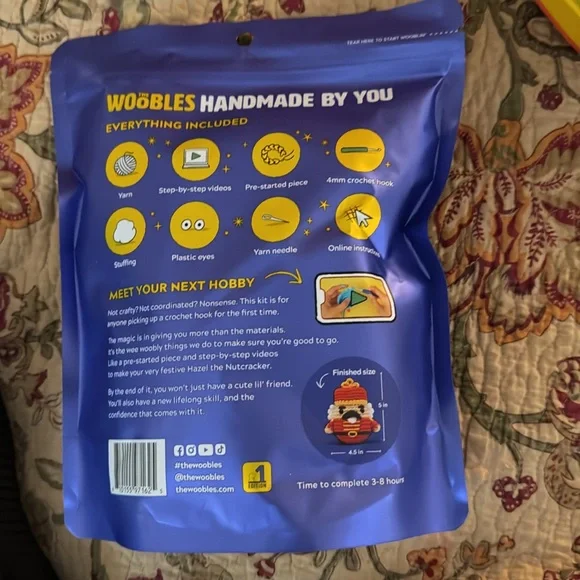 TEAR HERE TO START WOOBLIN'
THE
WOOBLES HANDMADE BY YOU
EVERYTHING INCLUDED
Yarn
Step-by-step videos
Pre-started piece
4mm crochet hook
Stuffing
Plastic eyes
Yarn needle
Online
MEET YOUR NEXT HOBBY
Not crafty? Not coordinated? Nonsense. This kit is for
anyone picking up a crochet hook for the first time.
The magic is in giving you more than the materials.
It's the wee woobly things we do to make sure you're good to go.
Like a pre-started piece and step-by-step videos
to make your very festive Hazel the Nutcracker.
By the end of it, you won't just have a cute lil' friend.
You'll also have a new lifelong skill, and the
confidence that comes with it.
Finished size
5 in
4.5 in
#thewoobles
@thewoobles
thewoobles.com
1
EDITION
Time to complete 3-8 hours